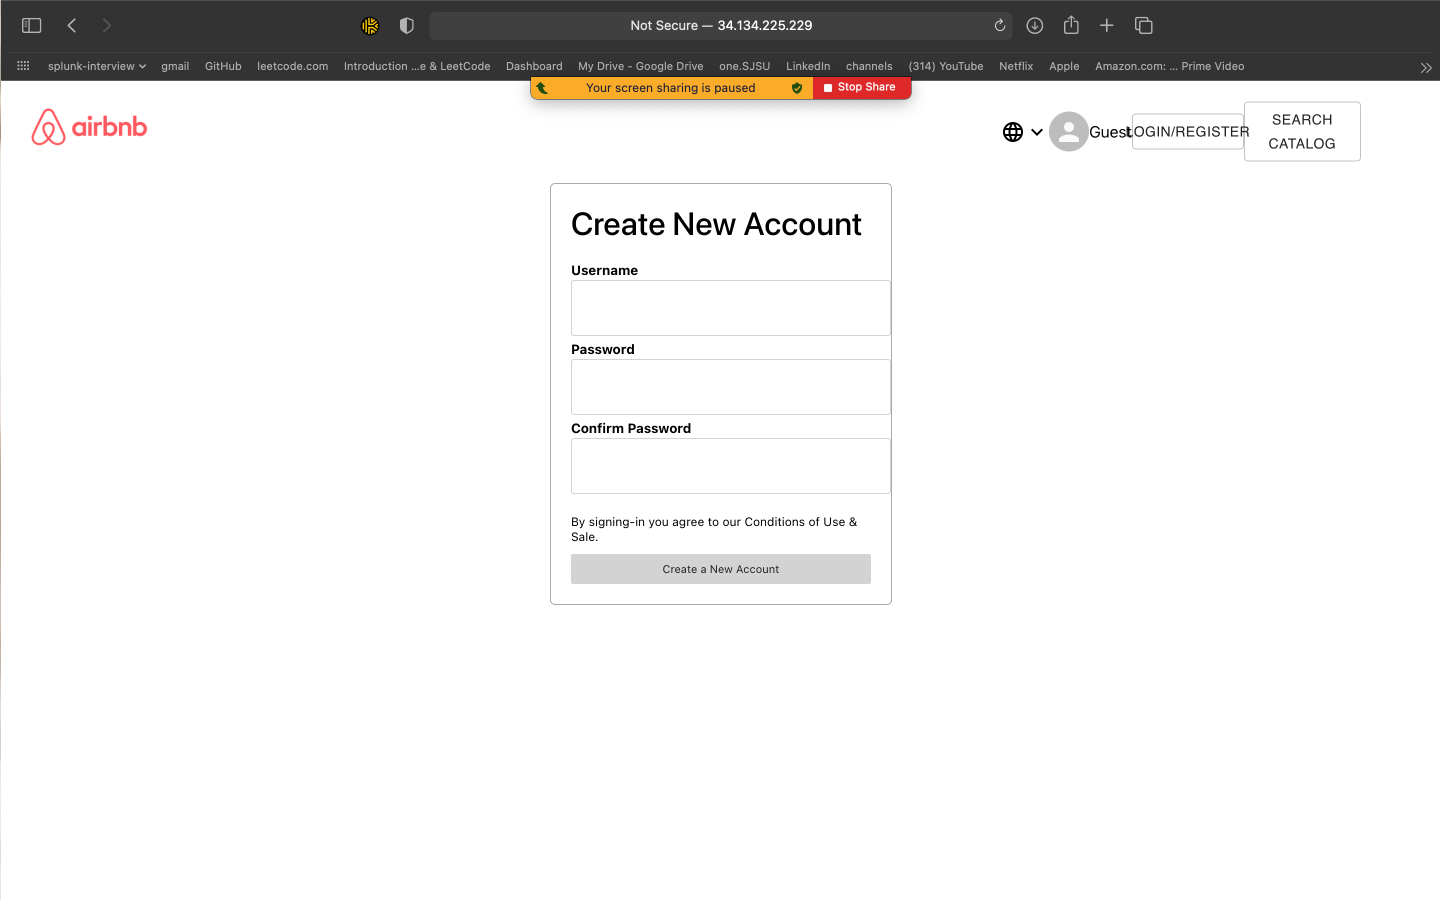 Not Secure — 34.134.225.229
splunk-interview gmail GitHub leetcode.com Introduction ...e & LeetCode Dashboard My Drive - Google Drive one.SJSU LinkedIn channels (314) YouTube Netflix Apple Amazon.com: ... Prime Video
Your screen sharing is paused Stop Share
airbnb
Guest LOGIN/REGISTER SEARCH
CATALOG
Create New Account
Username
Password
Confirm Password
By signing-in you agree to our Conditions of Use &
Sale.
Create a New Account